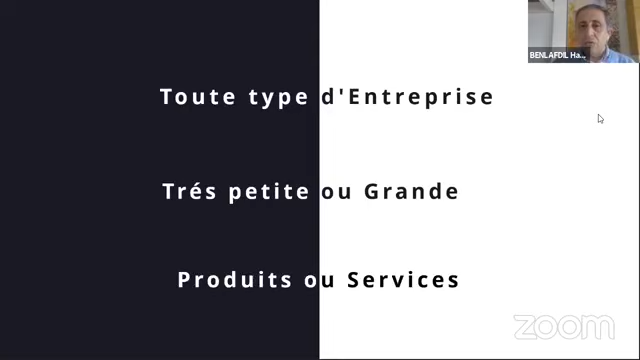 BENLAFDIL Ha...
Toute type d'Entreprise
Trés petite ou Grande
Produits ou Services
zoom